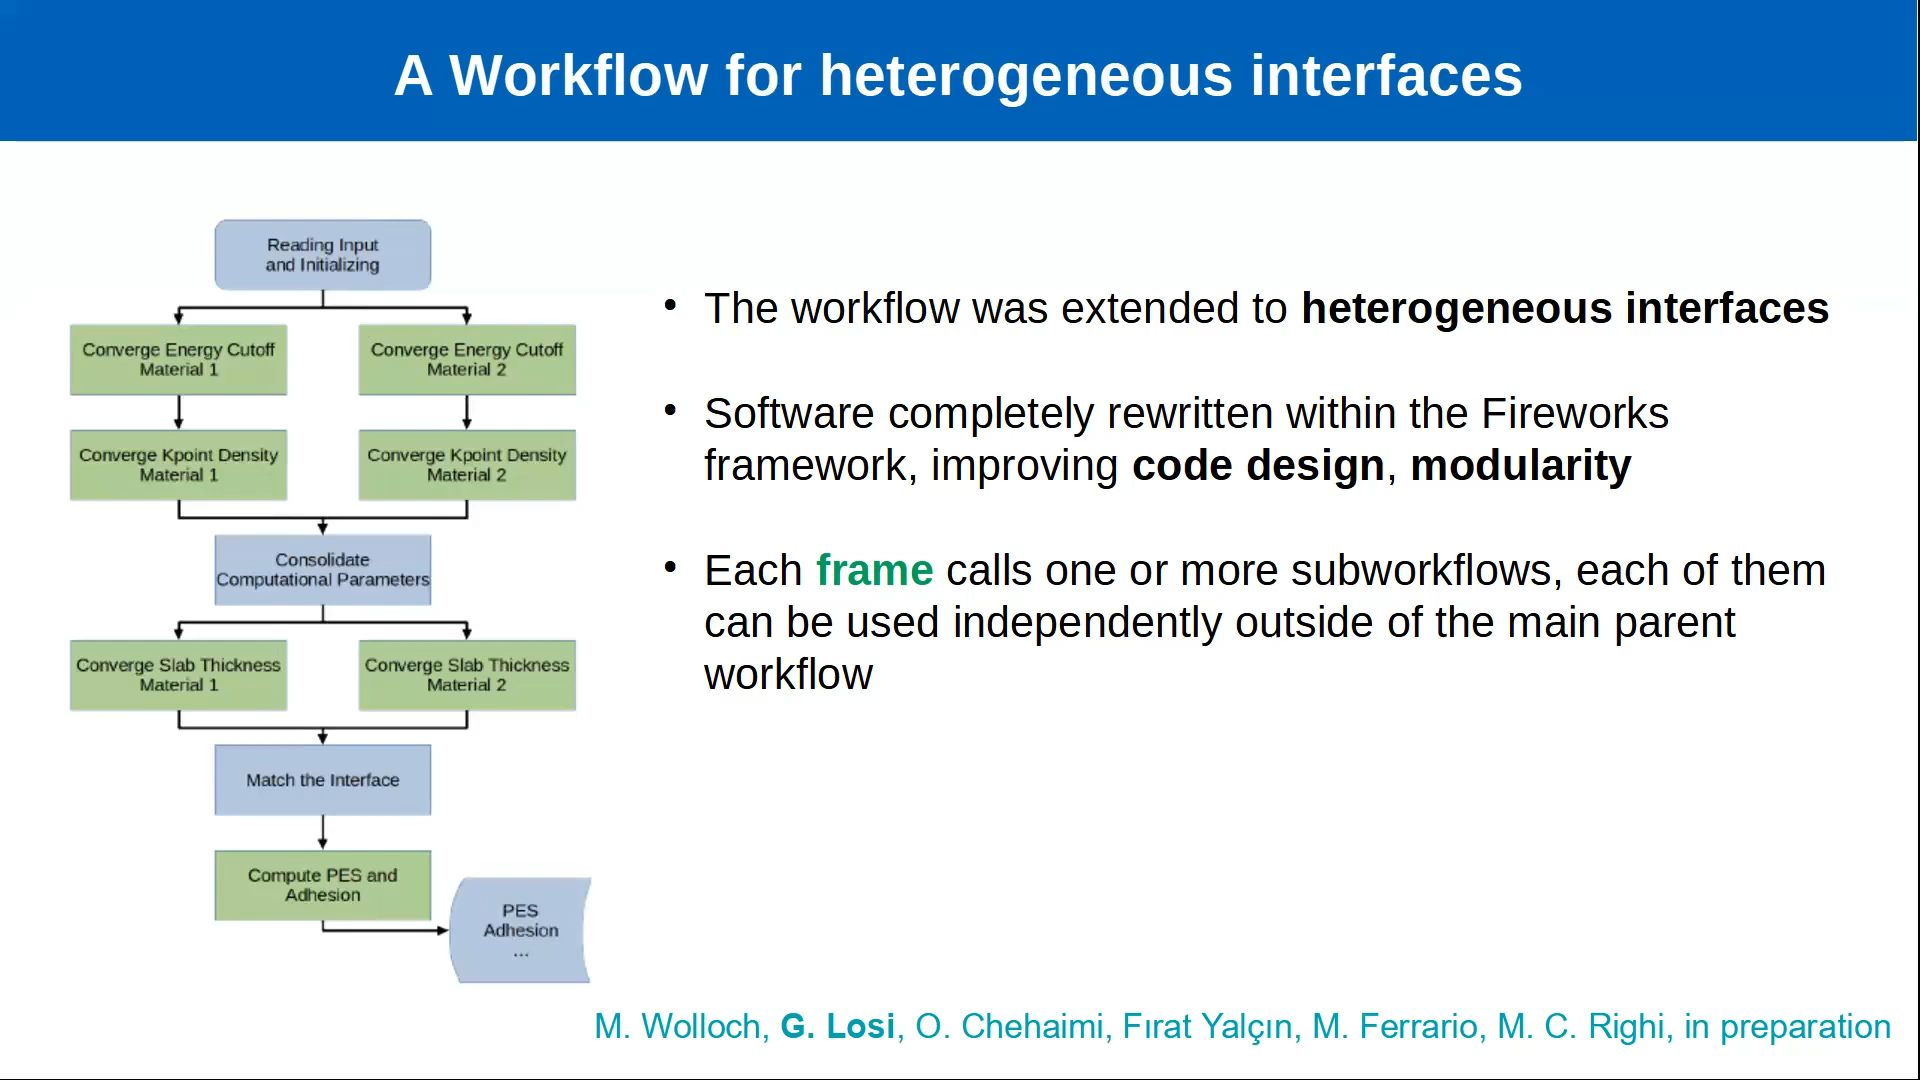 A Workflow for heterogeneous interfaces
Reading Input
and Initializing
Converge Energy Cutoff
Material 1
Converge Energy Cutoff
Material 2
Converge Kpoint Density
Material 1
Converge Kpoint Density
Material 2
Consolidate
Computational Parameters
Converge Slab Thickness
Material 1
Converge Slab Thickness
Material 2
Match the Interface
Compute PES and
Adhesion
PES
Adhesion
...
• The workflow was extended to heterogeneous interfaces
• Software completely rewritten within the Fireworks
framework, improving code design, modularity
• Each frame calls one or more subworkflows, each of them
can be used independently outside of the main parent
workflow
M. Wolloch, G. Losi, O. Chehaimi, Fırat Yalçın, M. Ferrario, M. C. Righi, in preparation